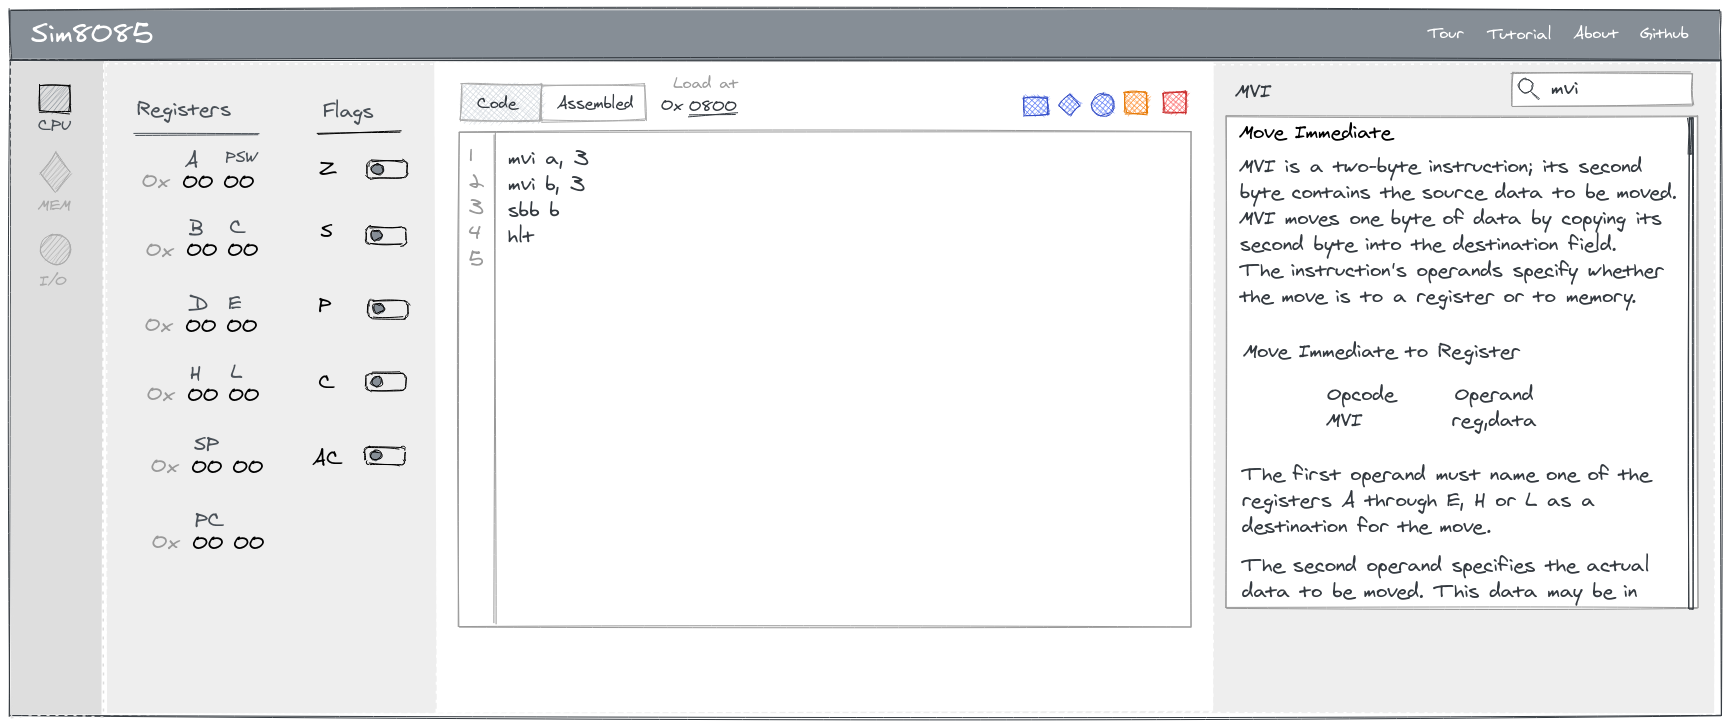 Sim8085
Tour Tutorial About Github
CPU
MEM
I/O
Registers
A PSW
0x 00 00
B C
0x 00 00
D E
0x 00 00
H L
0x 00 00
SP
0x 00 00
PC
0x 00 00
Flags
Z
S
P
C
AC
Code Assembled
Load at
0x 0800
1 mvi a, 3
2 mvi b, 3
3 sbb b
4 hlt
5
MVI
mvi
Move Immediate
MVI is a two-byte instruction; its second
byte contains the source data to be moved.
MVI moves one byte of data by copying its
second byte into the destination field.
The instruction's operands specify whether
the move is to a register or to memory.
Move Immediate to Register
Opcode Operand
MVI reg,data
The first operand must name one of the
registers A through E, H or L as a
destination for the move.
The second operand specifies the actual
data to be moved. This data may be in